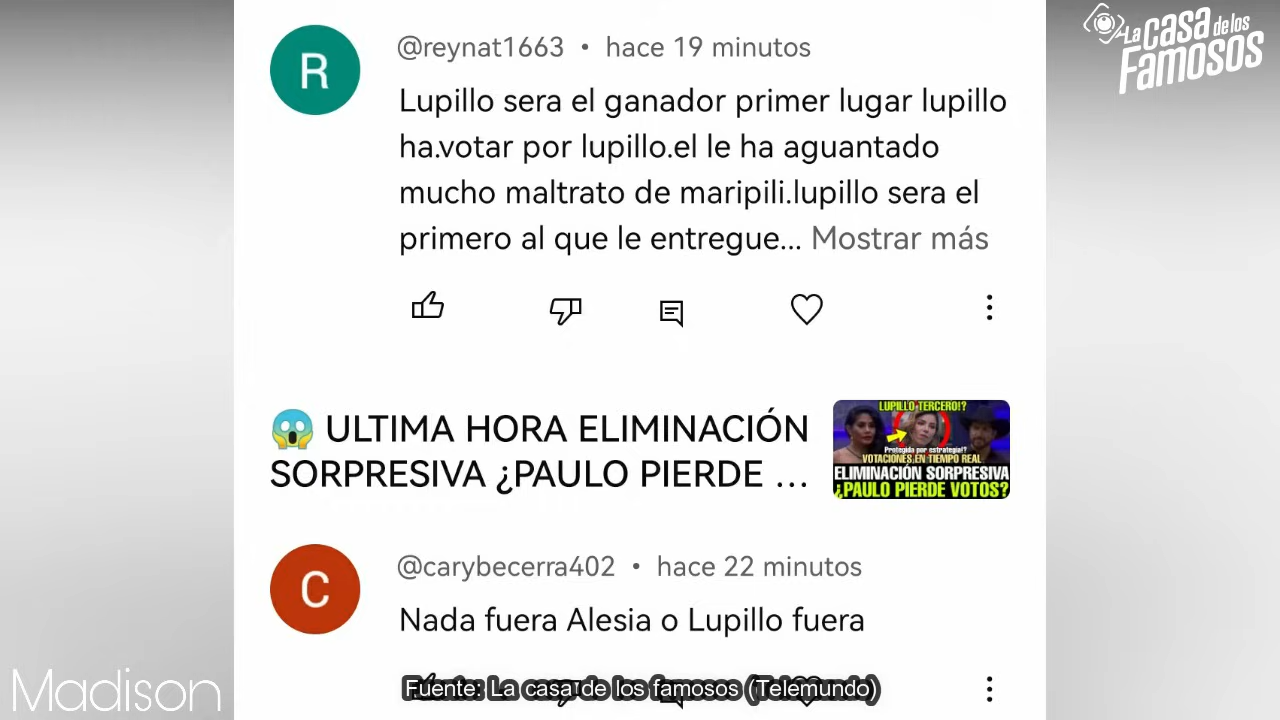 La casa de los Famosos
R
@reynat1663 • hace 19 minutos
Lupillo sera el ganador primer lugar lupillo
ha.votar por lupillo.el le ha aguantado
mucho maltrato de maripili.lupillo sera el
primero al que le entregue... Mostrar más
😱 ULTIMA HORA ELIMINACIÓN
SORPRESIVA ¿PAULO PIERDE ...
LUPILLO TERCERO!?
Protegida por estrategia!?
VOTACIONES EN TIEMPO REAL
ELIMINACIÓN SORPRESIVA
¿PAULO PIERDE VOTOS?
C
@carybecerra402 • hace 22 minutos
Nada fuera Alesia o Lupillo fuera
Fuente: La casa de los famosos (Telemundo)
Madison